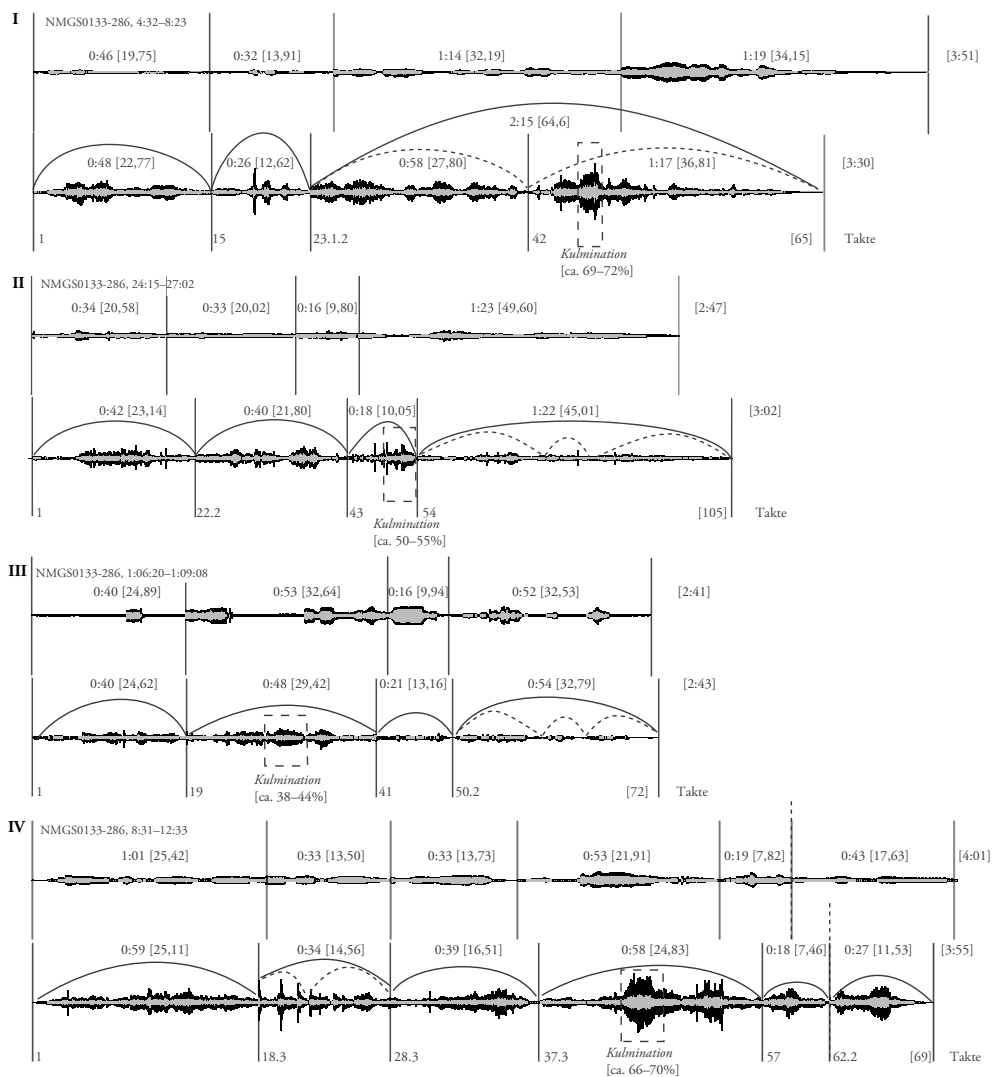 I NMGS0133-286, 4:32–8:23
0:46 [19,75] 0:32 [13,91] 1:14 [32,19] 1:19 [34,15] [3:51]
2:15 [64,6]
0:48 [22,77] 0:26 [12,62] 0:58 [27,80] 1:17 [36,81] [3:30]
1 15 23.1.2 42 [65] Takte
Kulmination
[ca. 69–72%]
II NMGS0133-286, 24:15–27:02
0:34 [20,58] 0:33 [20,02] 0:16 [9,80] 1:23 [49,60] [2:47]
0:42 [23,14] 0:40 [21,80] 0:18 [10,05] 1:22 [45,01] [3:02]
1 22.2 43 54 [105] Takte
Kulmination
[ca. 50–55%]
III NMGS0133-286, 1:06:20–1:09:08
0:40 [24,89] 0:53 [32,64] 0:16 [9,94] 0:52 [32,53] [2:41]
0:40 [24,62] 0:48 [29,42] 0:21 [13,16] 0:54 [32,79] [2:43]
1 19 41 50.2 [72] Takte
Kulmination
[ca. 38–44%]
IV NMGS0133-286, 8:31–12:33
1:01 [25,42] 0:33 [13,50] 0:33 [13,73] 0:53 [21,91] 0:19 [7,82] 0:43 [17,63] [4:01]
0:59 [25,11] 0:34 [14,56] 0:39 [16,51] 0:58 [24,83] 0:18 [7,46] 0:27 [11,53] [3:55]
1 18.3 28.3 37.3 57 62.2 [69] Takte
Kulmination
[ca. 66–70%]